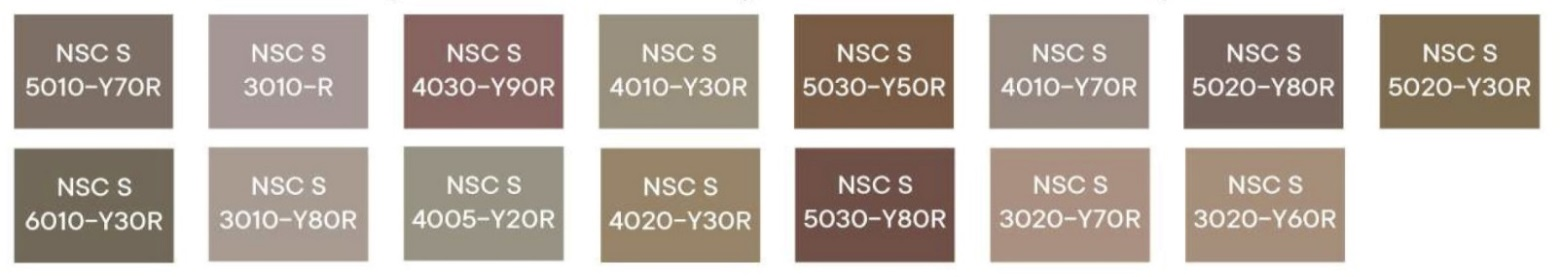 NSC S
5010-Y70R
NSC S
3010-R
NSC S
4030-Y90R
NSC S
4010-Y30R
NSC S
5030-Y50R
NSC S
4010-Y70R
NSC S
5020-Y80R
NSC S
5020-Y30R
NSC S
6010-Y30R
NSC S
3010-Y80R
NSC S
4005-Y20R
NSC S
4020-Y30R
NSC S
5030-Y80R
NSC S
3020-Y70R
NSC S
3020-Y60R